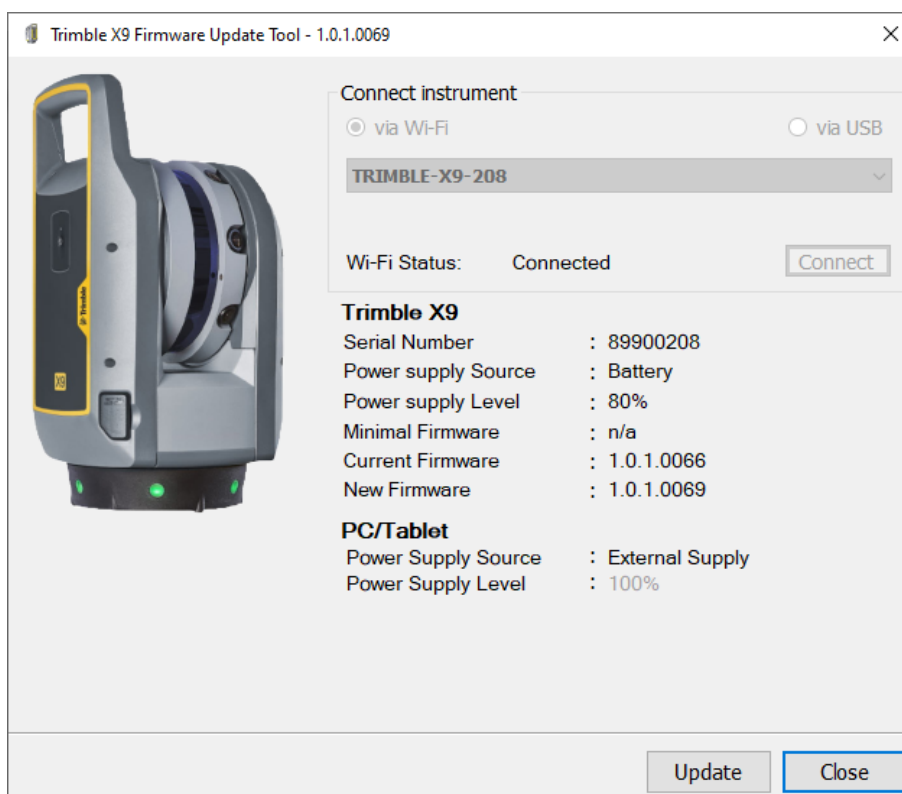 Trimble X9 Firmware Update Tool - 1.0.1.0069
Connect instrument
via Wi-Fi
via USB
TRIMBLE-X9-208
Wi-Fi Status: Connected
Connect
Trimble X9
Serial Number : 89900208
Power supply Source : Battery
Power supply Level : 80%
Minimal Firmware : n/a
Current Firmware : 1.0.1.0066
New Firmware : 1.0.1.0069
PC/Tablet
Power Supply Source : External Supply
Power Supply Level : 100%
Trimble
X9
Update
Close